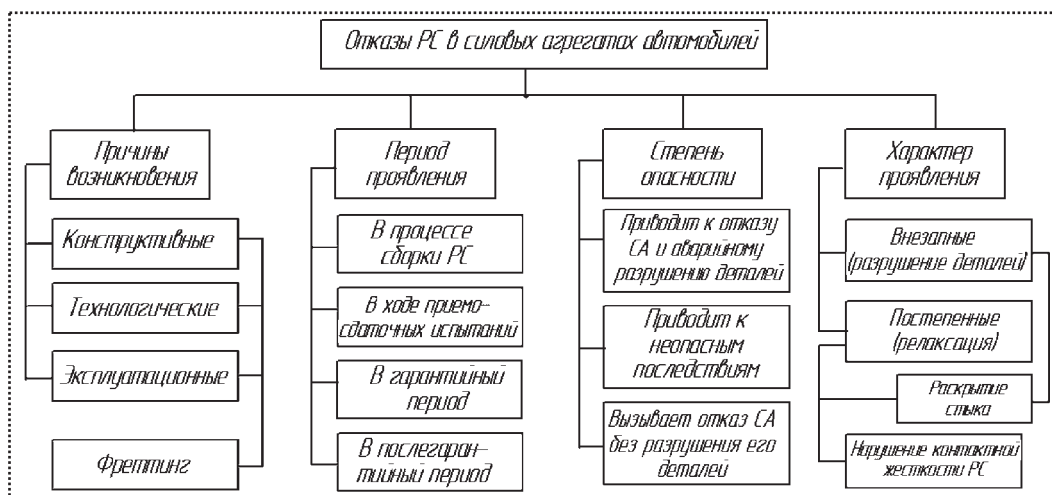 Отказы РС в силовых агрегатах автомобилей
Причины
возникновения
Конструктивные
Технологические
Эксплуатационные
Фреттинг
Период
проявления
В процессе
сборки РС
В ходе приемо-
сдаточных испытаний
В гарантийный
период
В послегаран-
тийный период
Степень
опасности
Приводит к отказу
СА и аварийному
разрушению деталей
Приводит к
неопасным
последствиям
Вызывает отказ СА
без разрушения его
деталей
Характер
проявления
Внезапные
(разрушение деталей)
Постепенные
(релаксация)
Раскрытие
стыка
Нарушение контактной
жесткости РС